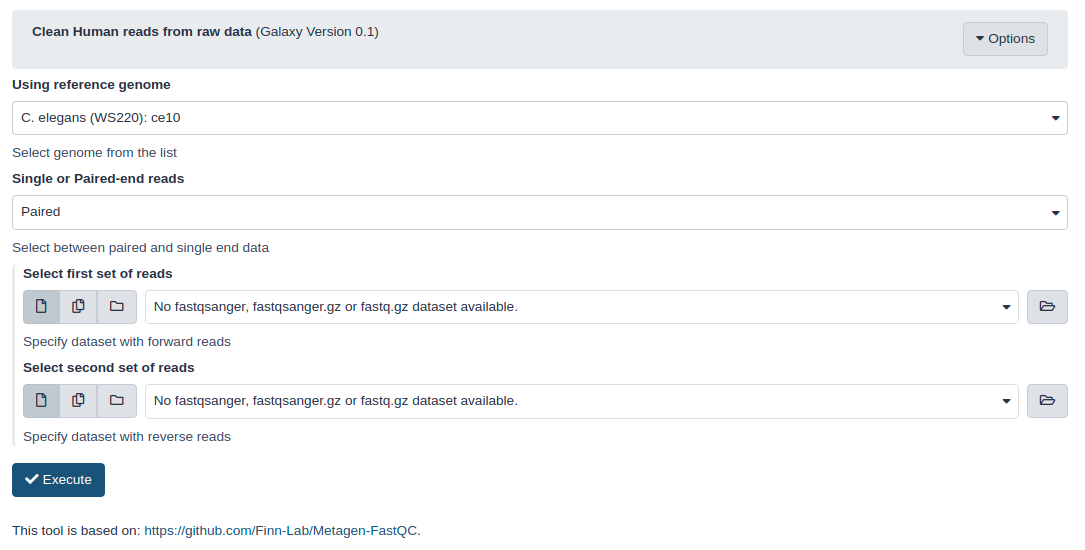 Clean Human reads from raw data (Galaxy Version 0.1)
Options
Using reference genome
C. elegans (WS220): ce10
Select genome from the list
Single or Paired-end reads
Paired
Select between paired and single end data
Select first set of reads
No fastqsanger, fastqsanger.gz or fastq.gz dataset available.
Specify dataset with forward reads
Select second set of reads
No fastqsanger, fastqsanger.gz or fastq.gz dataset available.
Specify dataset with reverse reads
Execute
This tool is based on: https://github.com/Finn-Lab/Metagen-FastQC.